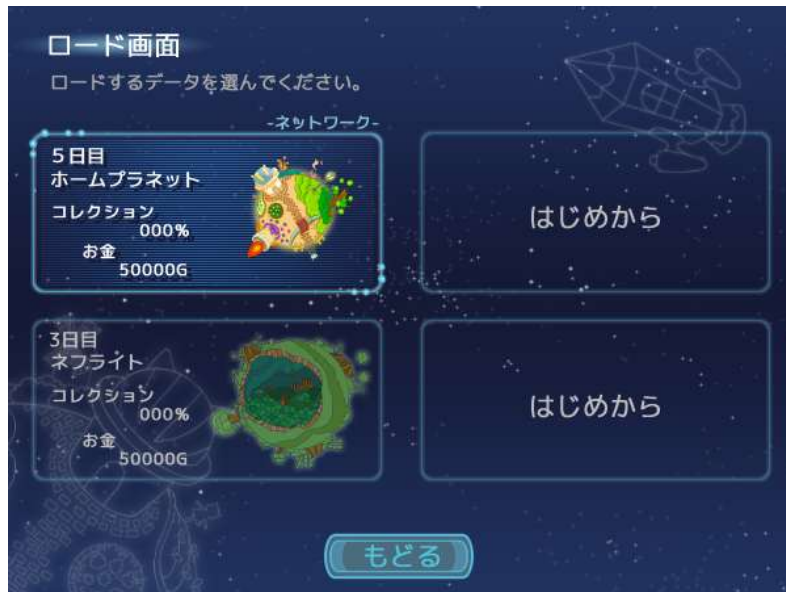 ロード画面
ロードするデータを選んでください。
-ネットワーク-
5日目
ホームプラネット
コレクション
000%
お金
50000G
はじめから
3日目
ネフライト
コレクション
000%
お金
50000G
はじめから
もどる